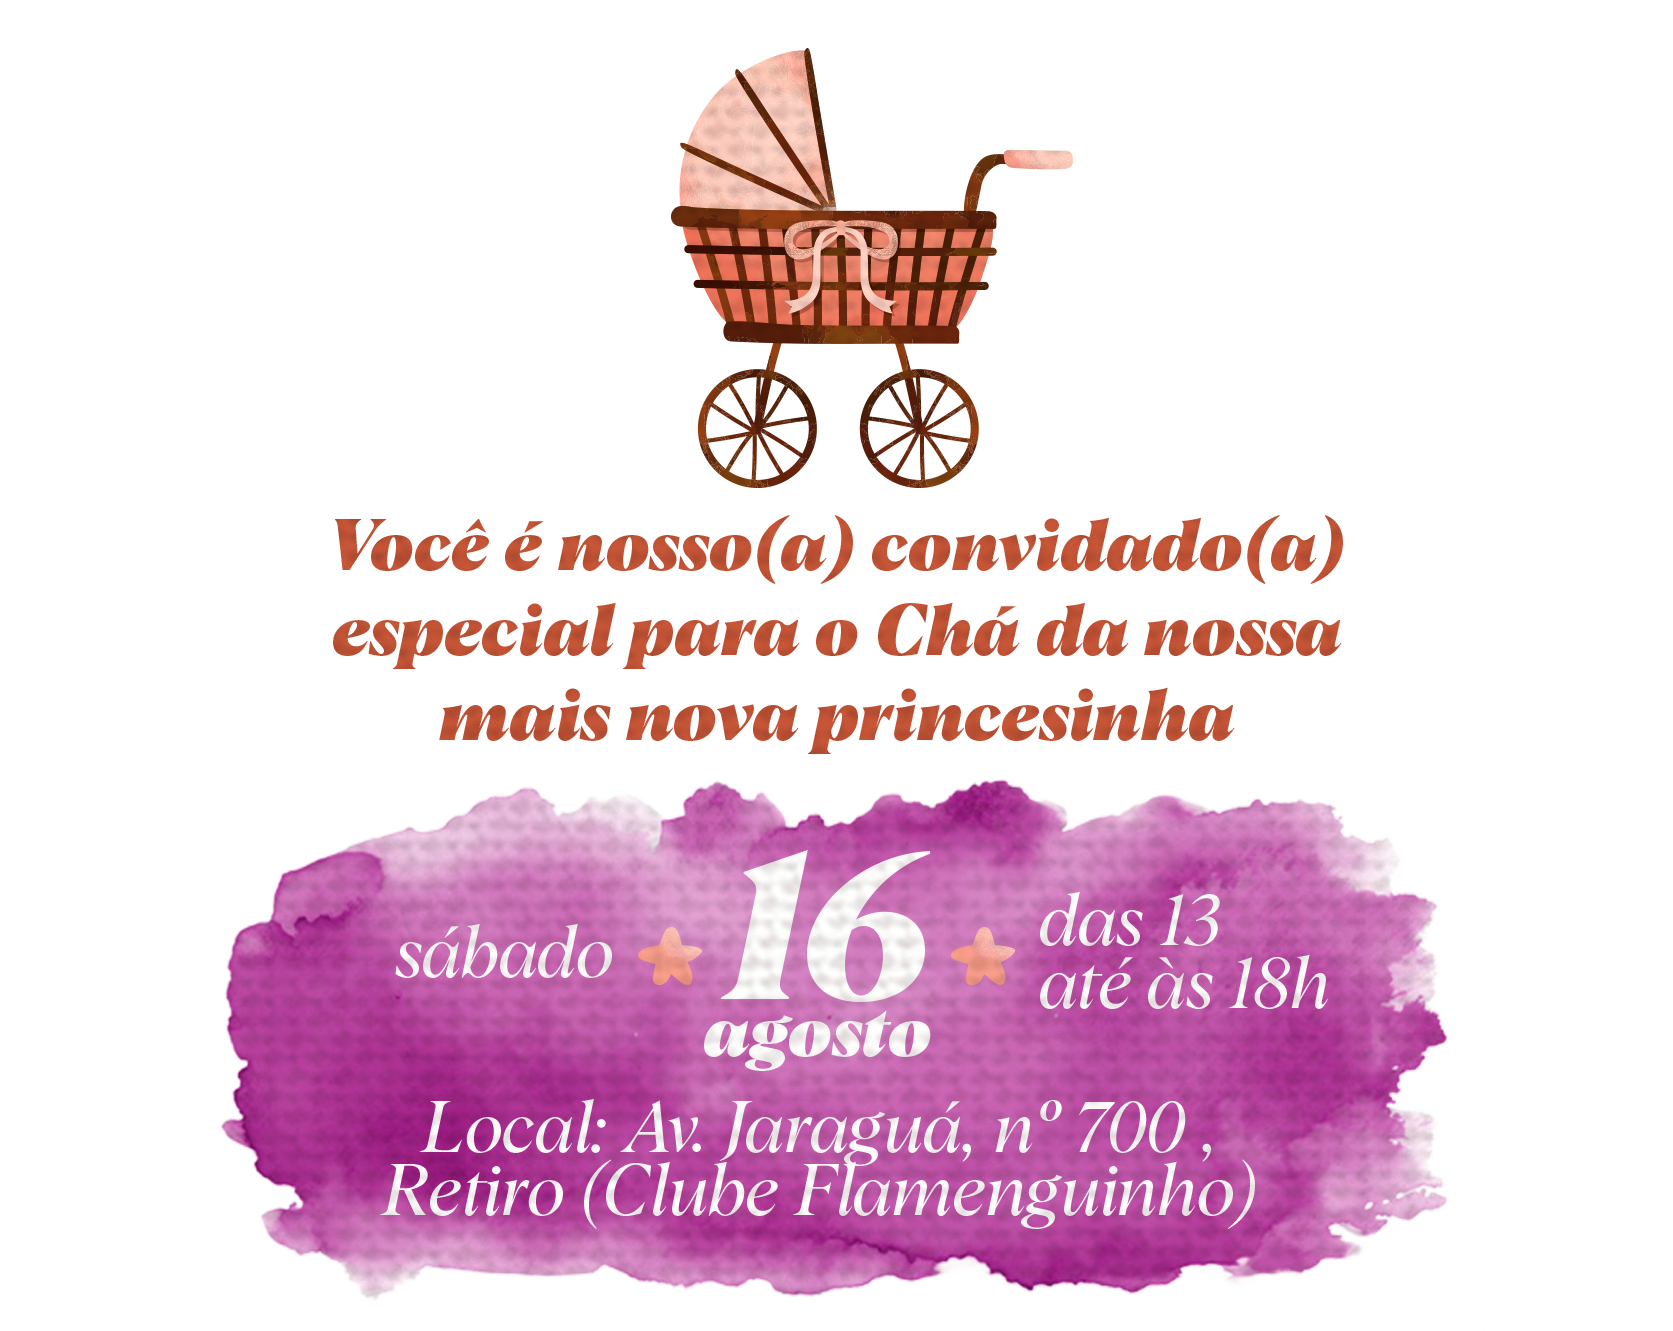 Você é nosso(a) convidado(a)
especial para o Chá da nossa
mais nova princesinha
sábado
16
agosto
das 13
até às 18h
Local: Av. Jaraguá, nº 700 ,
Retiro (Clube Flamenguinho)